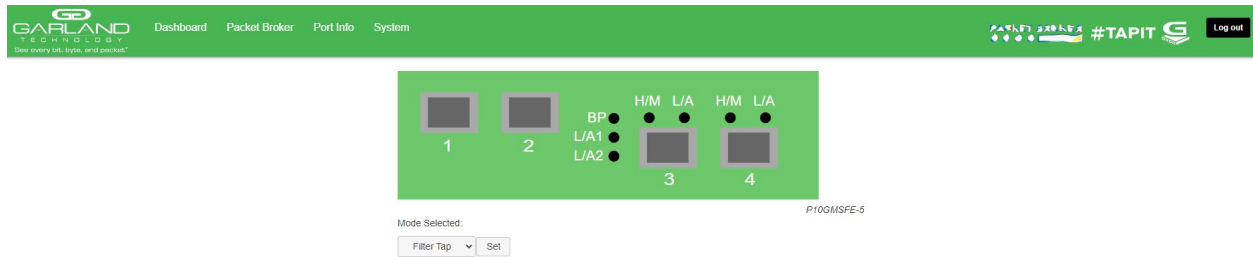 GARLAND
TECHNOLOGY
See every bit, byte, and packet®
Dashboard Packet Broker Port Info System
#TAPIT
Log out
H/M L/A H/M L/A
BP
L/A1
L/A2
1 2
3 4
P10GMSFE-5
Mode Selected:
Filter Tap Set